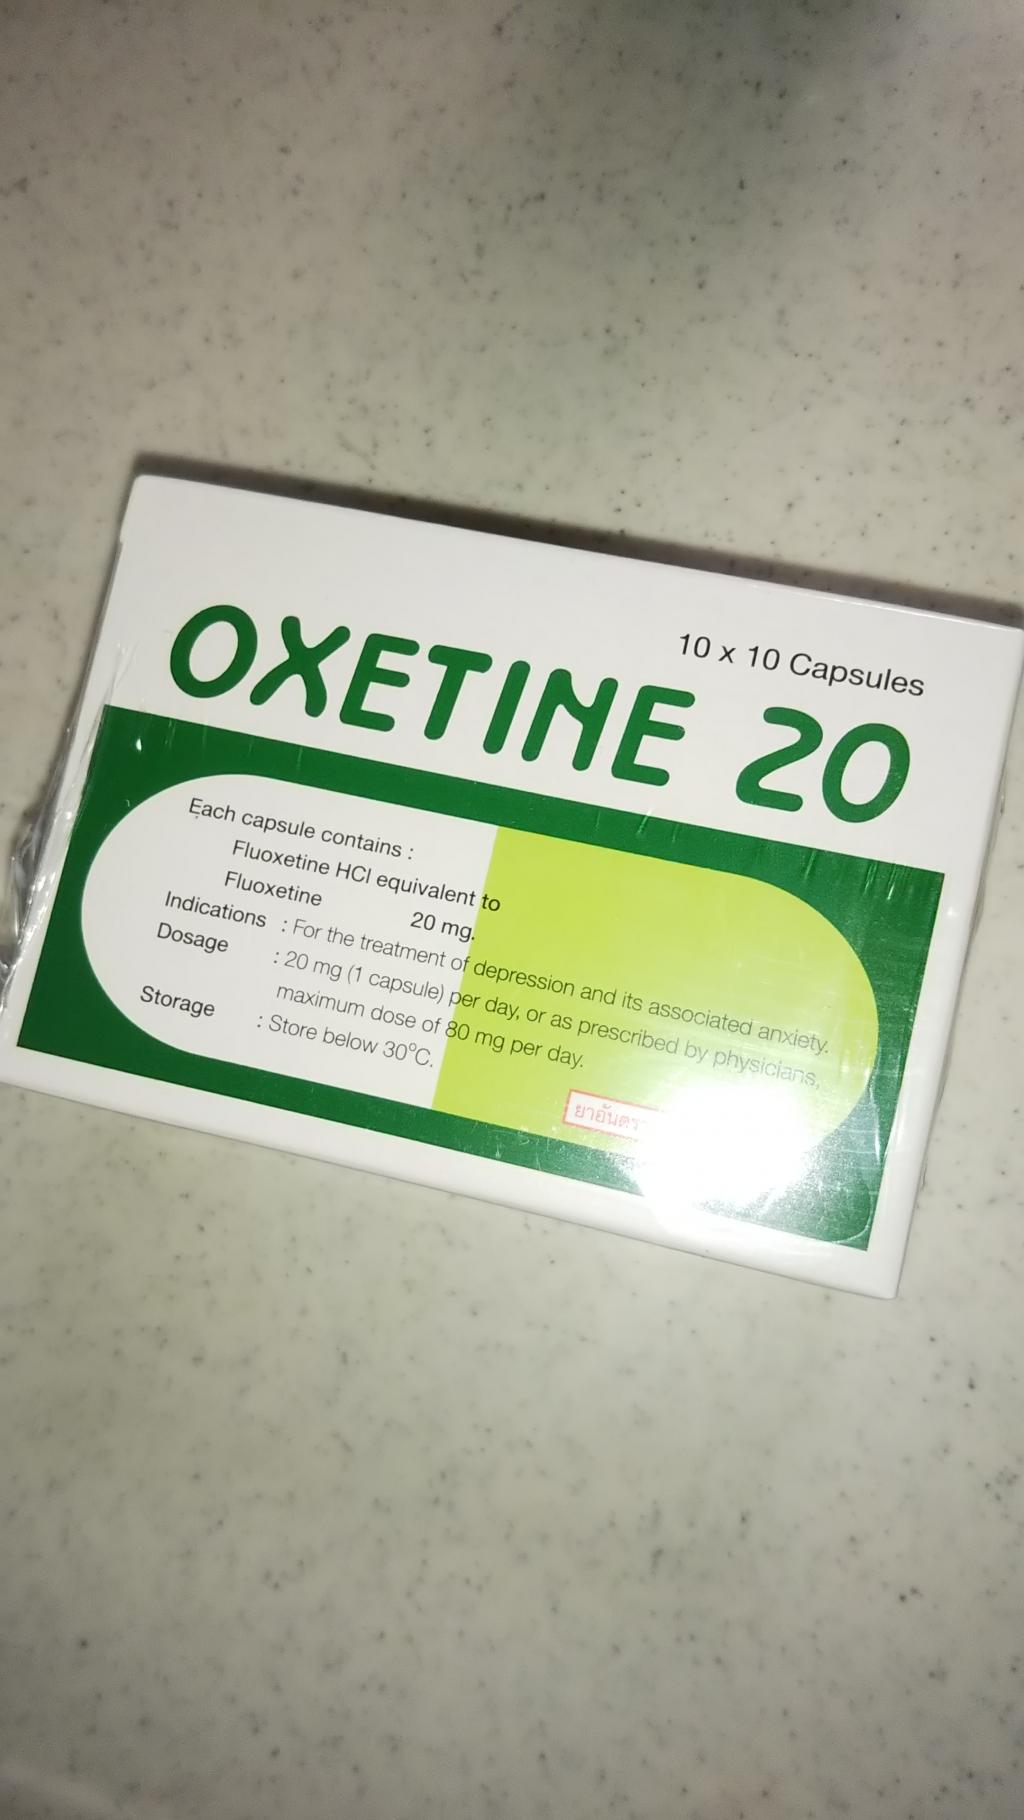 10 x 10 Capsules
OXETINE 20
Each capsule contains :
Fluoxetine HCl equivalent to
Fluoxetine 20 mg.
Indications : For the treatment of depression and its associated anxiety.
Dosage : 20 mg (1 capsule) per day, or as prescribed by physicians,
maximum dose of 80 mg per day.
Storage : Store below 30°C.